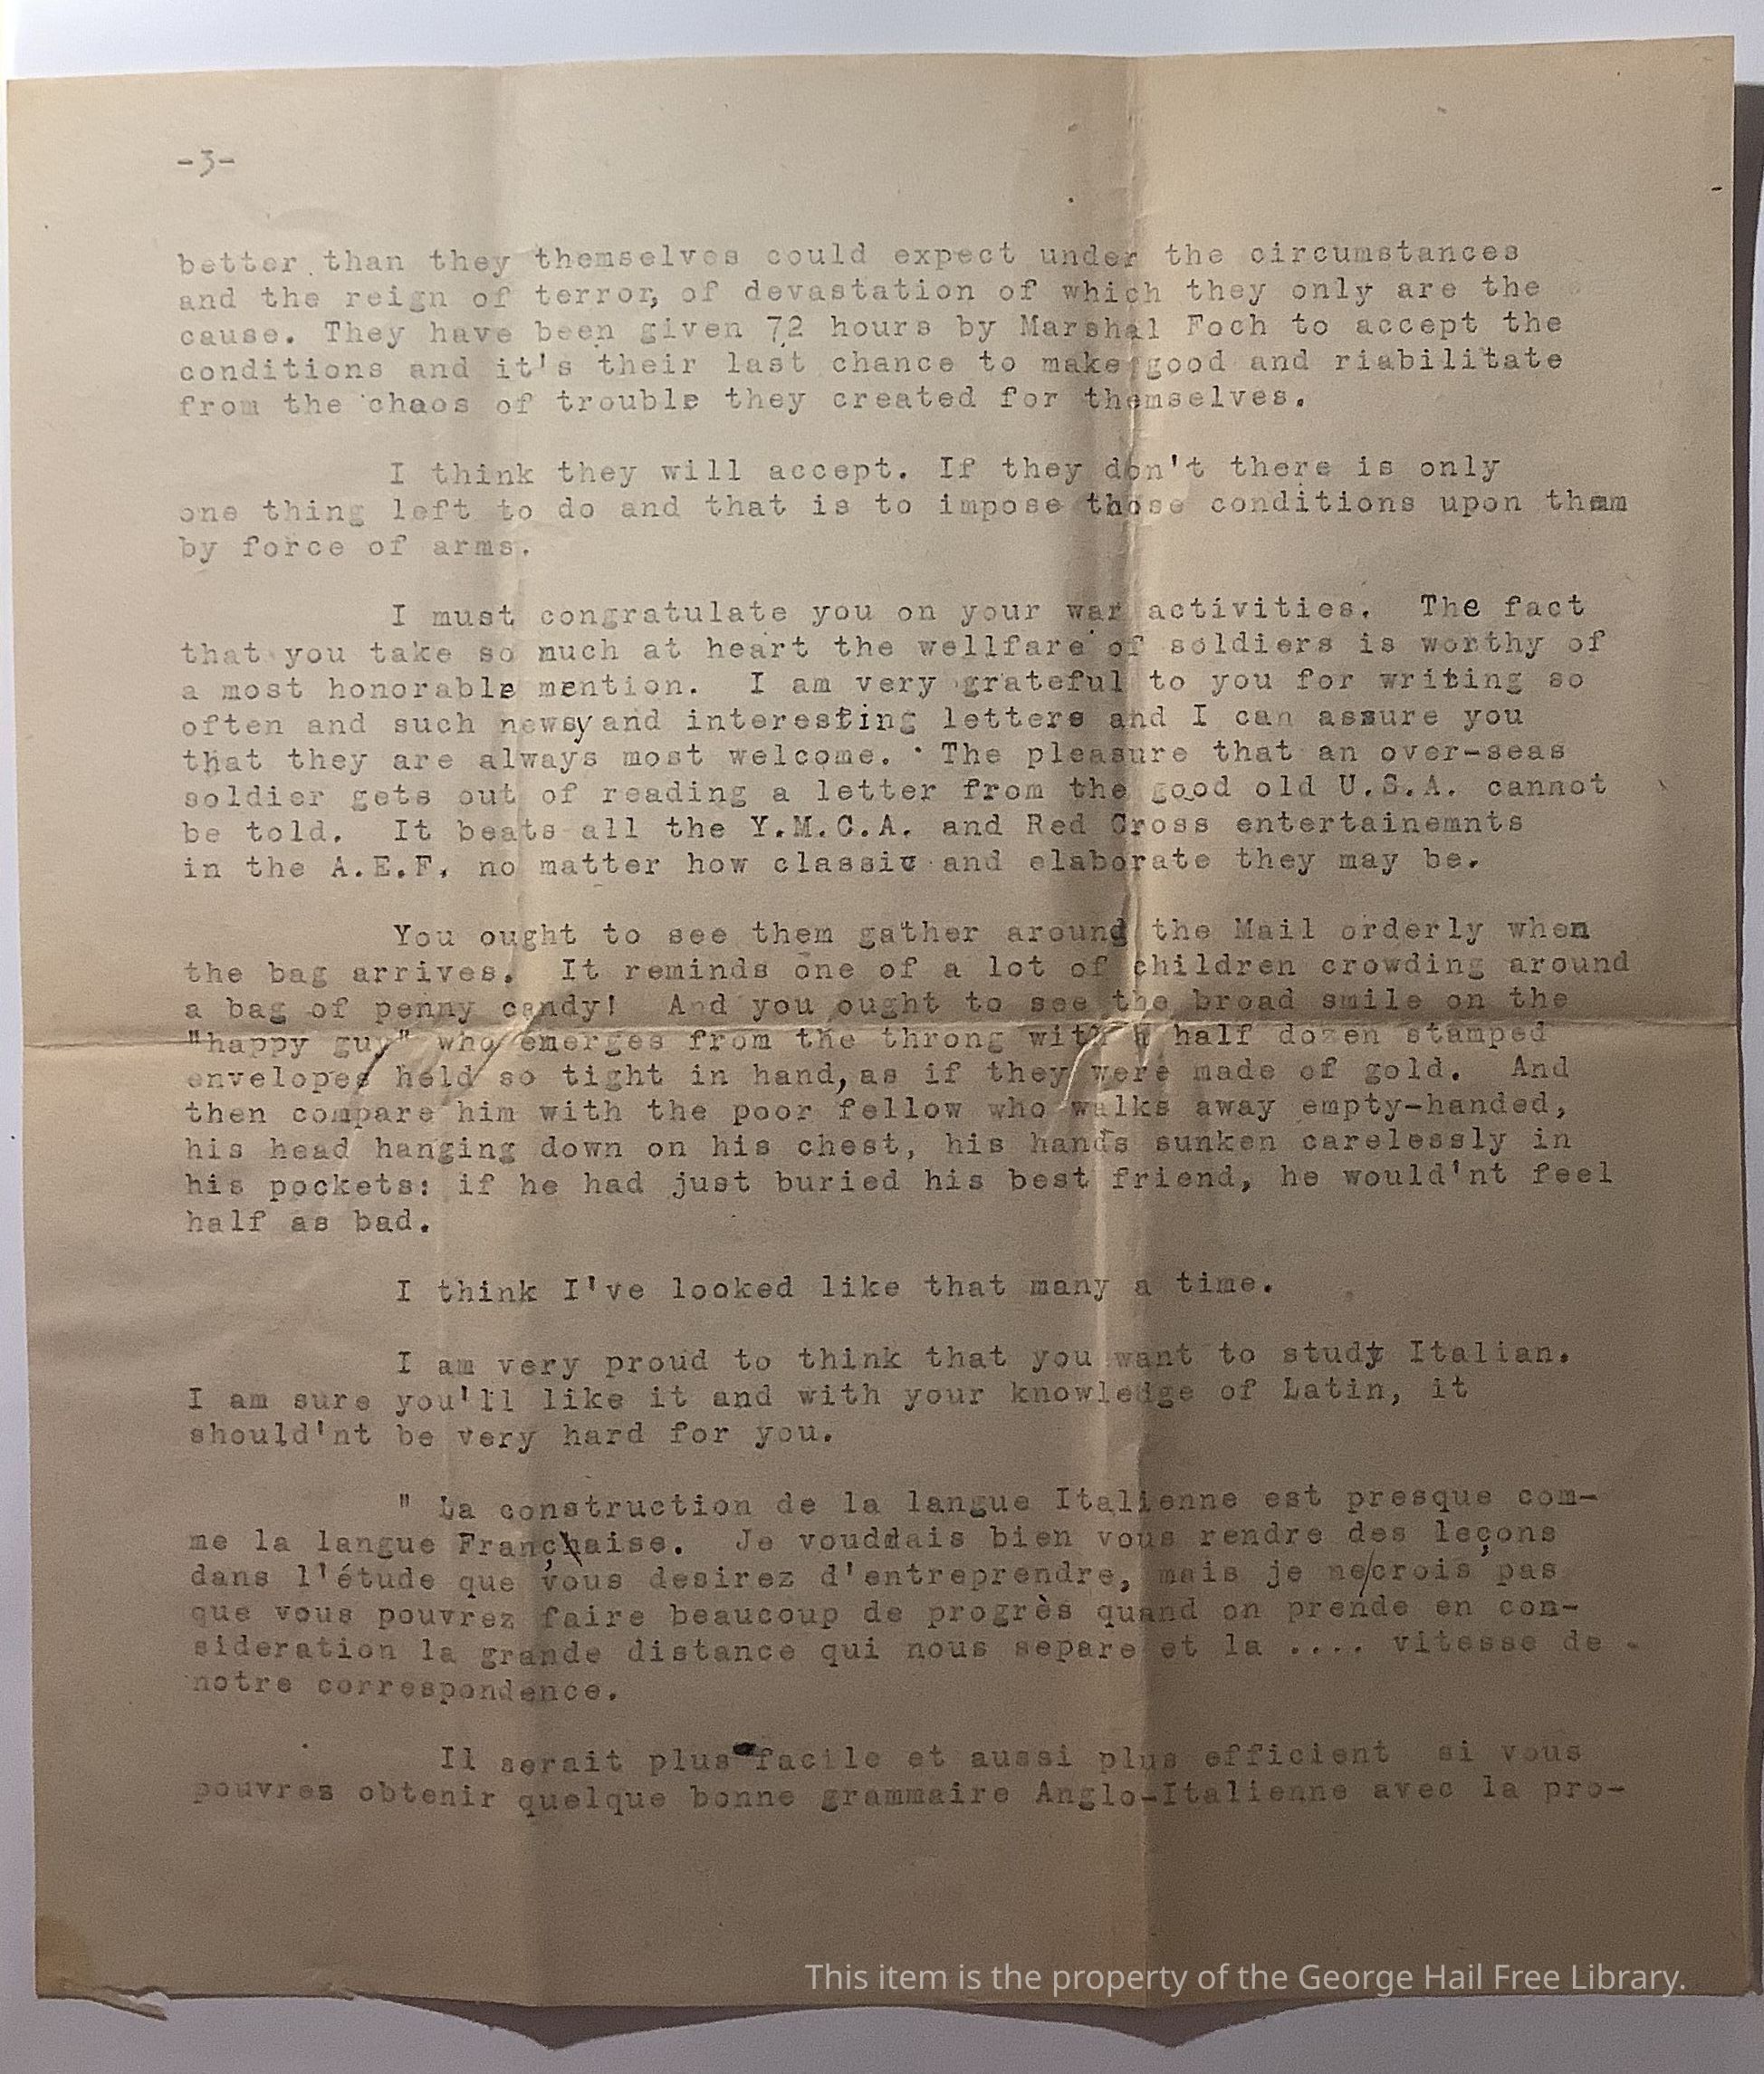 -3-
better than they themselves could expect under the circumstances
and the reign of terror, of devastation of which they only are the
cause. They have been given 72 hours by Marshal Foch to accept the
conditions and it's their last chance to make good and riabilitate
from the chaos of trouble they created for themselves.
I think they will accept. If they don't there is only
one thing left to do and that is to impose those conditions upon them
by force of arms.
I must congratulate you on your war activities. The fact
that you take so much at heart the wellfare of soldiers is worthy of
a most honorable mention. I am very grateful to you for writing so
often and such newsy and interesting letters and I can assure you
that they are always most welcome. The pleasure that an over-seas
soldier gets out of reading a letter from the good old U.S.A. cannot
be told. It beats all the Y.M.C.A. and Red Cross entertainemnts
in the A.E.F. no matter how classic and elaborate they may be.
You ought to see them gather around the Mail orderly when
the bag arrives. It reminds one of a lot of children crowding around
a bag of penny candy! And you ought to see the broad smile on the
"happy guy" who emerges from the throng with a half dozen stamped
envelopes held so tight in hand, as if they were made of gold. And
then compare him with the poor fellow who walks away empty-handed,
his head hanging down on his chest, his hands sunken carelessly in
his pockets: if he had just buried his best friend, he would'nt feel
half as bad.
I think I've looked like that many a time.
I am very proud to think that you want to study Italian.
I am sure you'll like it and with your knowledge of Latin, it
should'nt be very hard for you.
" La construction de la langue Italienne est presque com-
me la langue Française. Je voudrais bien vous rendre des leçons
dans l'étude que vous desirez d'entreprendre, mais je ne crois pas
que vous pouvrez faire beaucoup de progrès quand on prende en con-
sideration la grande distance qui nous separe et la .... vitesse de
notre correspondence.
Il serait plus facile et aussi plus efficient si vous
pouvres obtenir quelque bonne grammaire Anglo-Italienne avec la pro-
This item is the property of the George Hail Free Library.